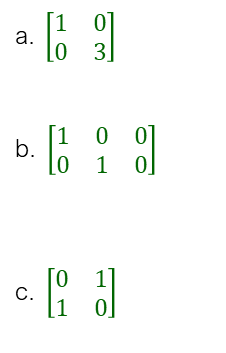 a. [1 0
0 3]
b. [1 0 0
0 1 0]
c. [0 1
1 0]